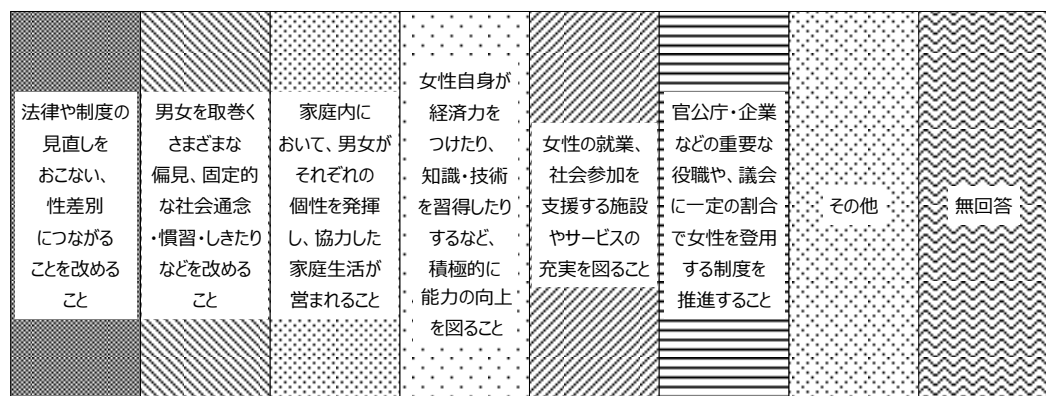 法律や制度の
見直しを
おこない、
性差別
につながる
ことを改める
こと
男女を取巻く
さまざまな
偏見、固定的
な社会通念
・慣習・しきたり
などを改める
こと
家庭内に
おいて、男女が
それぞれの
個性を発揮
し、協力した
家庭生活が
営まれること
女性自身が
経済力を
つけたり、
知識・技術
を習得したり
するなど、
積極的に
能力の向上
を図ること
女性の就業、
社会参加を
支援する施設
やサービスの
充実を図ること
官公庁・企業
などの重要な
役職や、議会
に一定の割合
で女性を登用
する制度を
推進すること
その他
無回答